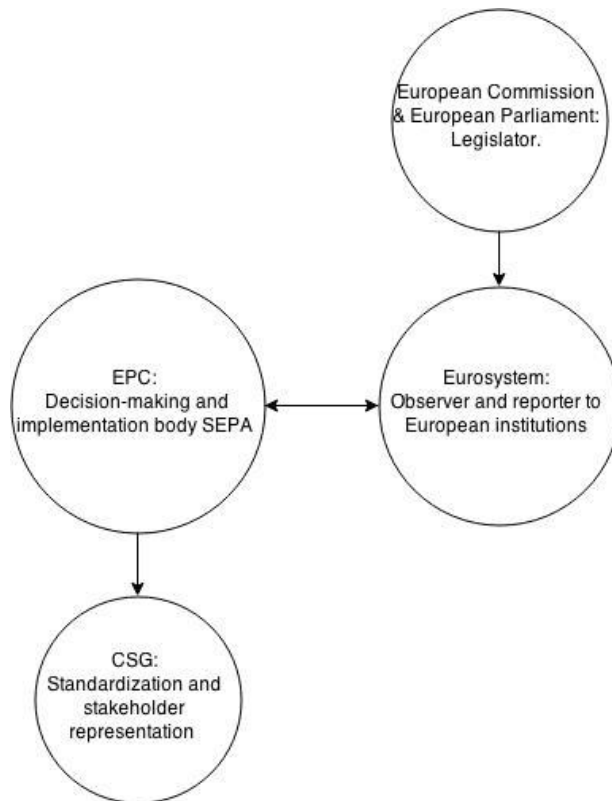 European Commission
& European Parliament:
Legislator.
EPC:
Decision-making and
implementation body SEPA
Eurosystem:
Observer and reporter to
European institutions
CSG:
Standardization and
stakeholder
representation